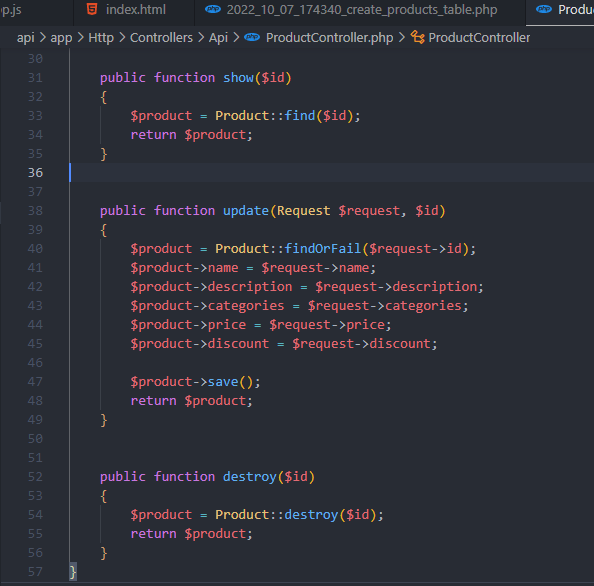 p.js index.html 2022_10_07_174340_create_products_table.php Produ
api > app > Http > Controllers > Api > ProductController.php > ProductController
30
31 public function show($id)
32 {
33 $product = Product::find($id);
34 return $product;
35 }
36
37
38 public function update(Request $request, $id)
39 {
40 $product = Product::findOrFail($request->id);
41 $product->name = $request->name;
42 $product->description = $request->description;
43 $product->categories = $request->categories;
44 $product->price = $request->price;
45 $product->discount = $request->discount;
46
47 $product->save();
48 return $product;
49 }
50
51
52 public function destroy($id)
53 {
54 $product = Product::destroy($id);
55 return $product;
56 }
57 }